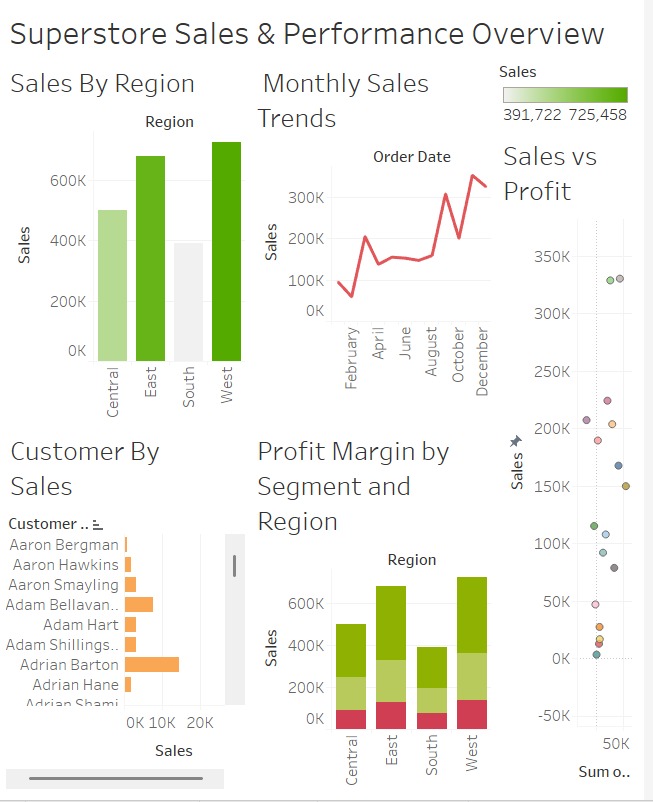 Superstore Sales & Performance Overview
Sales By Region
Region
Sales
600K
400K
200K
0K
Central
East
South
West
Monthly Sales
Trends
Order Date
Sales
300K
200K
100K
0K
February
April
June
August
October
December
Sales
391,722 725,458
Sales vs
Profit
Sales
350K
300K
250K
200K
150K
100K
50K
0K
-50K
50K
Sum o..
Customer By
Sales
Customer ..
Aaron Bergman
Aaron Hawkins
Aaron Smayling
Adam Bellavan..
Adam Hart
Adam Shillings..
Adrian Barton
Adrian Hane
Adrian Shami
0K 10K 20K
Sales
Profit Margin by
Segment and
Region
Region
Sales
600K
400K
200K
0K
Central
East
South
West